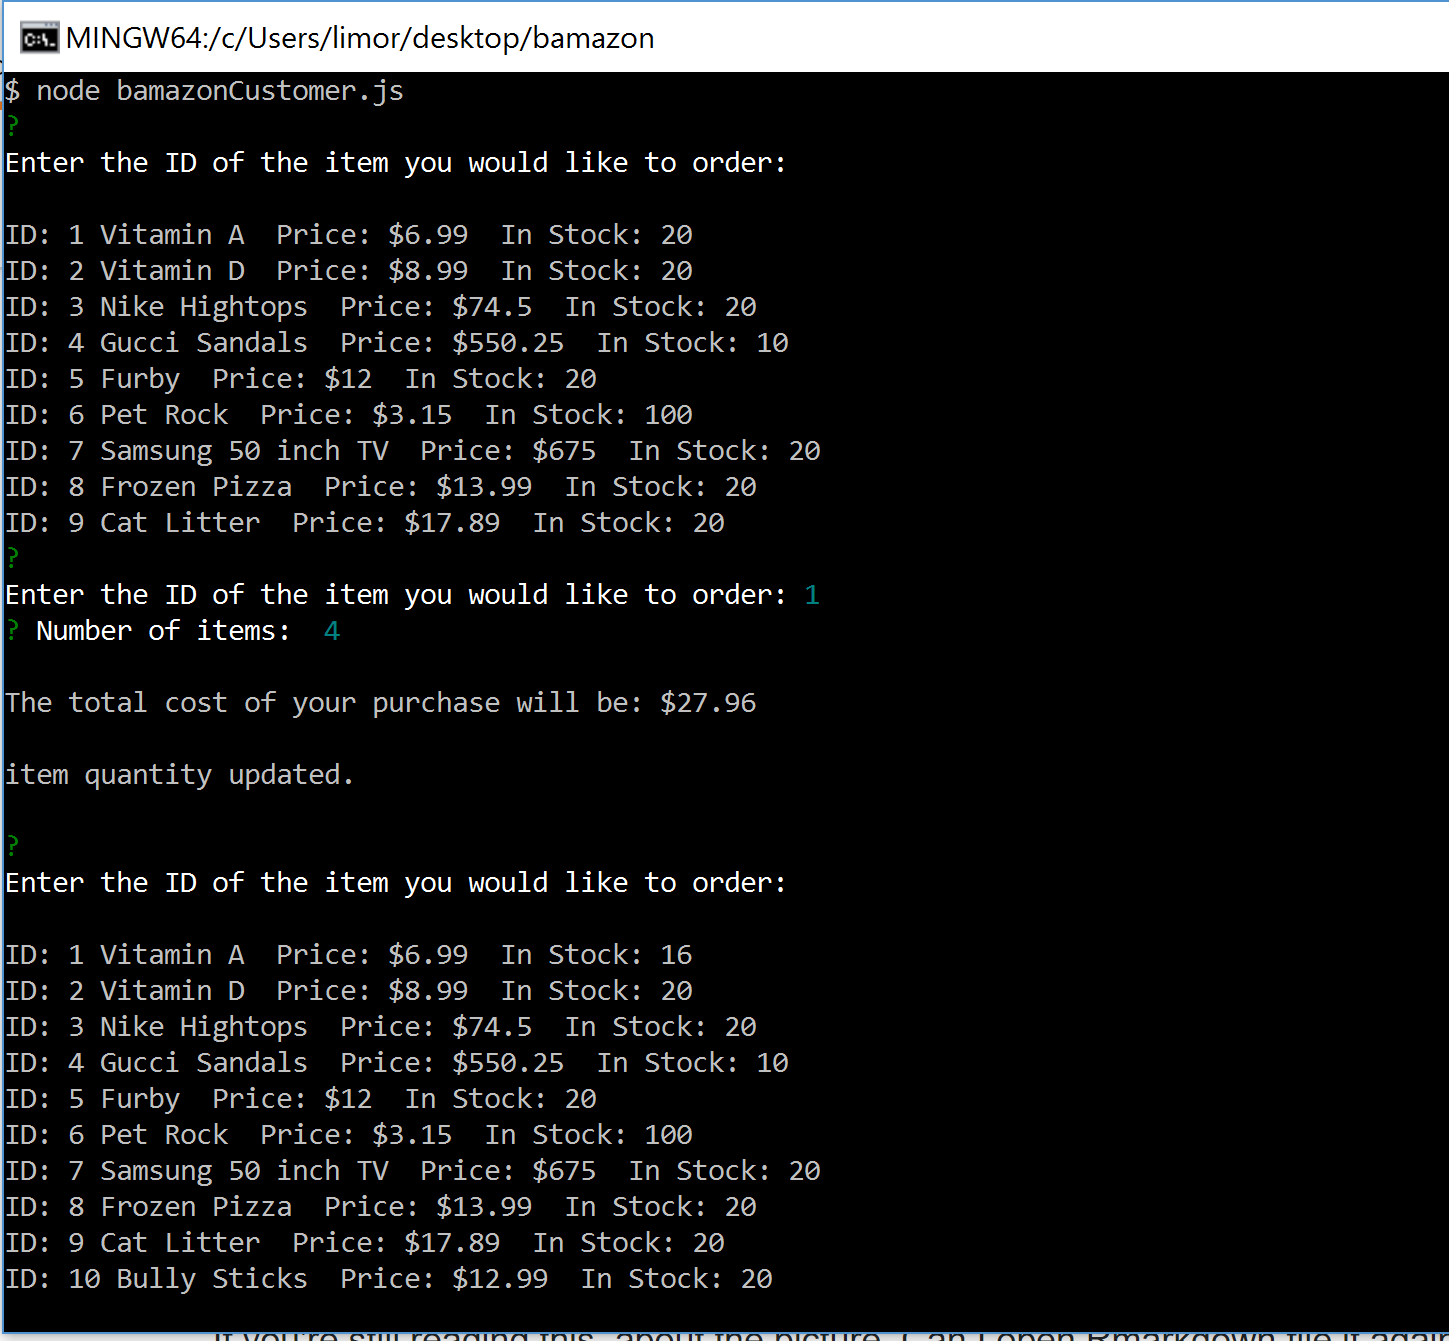 MINGW64:/c/Users/limor/desktop/bamazon
$ node bamazonCustomer.js
?
Enter the ID of the item you would like to order:
ID: 1 Vitamin A  Price: $6.99  In Stock: 20
ID: 2 Vitamin D  Price: $8.99  In Stock: 20
ID: 3 Nike Hightops  Price: $74.5  In Stock: 20
ID: 4 Gucci Sandals  Price: $550.25  In Stock: 10
ID: 5 Furby  Price: $12  In Stock: 20
ID: 6 Pet Rock  Price: $3.15  In Stock: 100
ID: 7 Samsung 50 inch TV  Price: $675  In Stock: 20
ID: 8 Frozen Pizza  Price: $13.99  In Stock: 20
ID: 9 Cat Litter  Price: $17.89  In Stock: 20
?
Enter the ID of the item you would like to order: 1
? Number of items:  4
The total cost of your purchase will be: $27.96
item quantity updated.
?
Enter the ID of the item you would like to order:
ID: 1 Vitamin A  Price: $6.99  In Stock: 16
ID: 2 Vitamin D  Price: $8.99  In Stock: 20
ID: 3 Nike Hightops  Price: $74.5  In Stock: 20
ID: 4 Gucci Sandals  Price: $550.25  In Stock: 10
ID: 5 Furby  Price: $12  In Stock: 20
ID: 6 Pet Rock  Price: $3.15  In Stock: 100
ID: 7 Samsung 50 inch TV  Price: $675  In Stock: 20
ID: 8 Frozen Pizza  Price: $13.99  In Stock: 20
ID: 9 Cat Litter  Price: $17.89  In Stock: 20
ID: 10 Bully Sticks  Price: $12.99  In Stock: 20